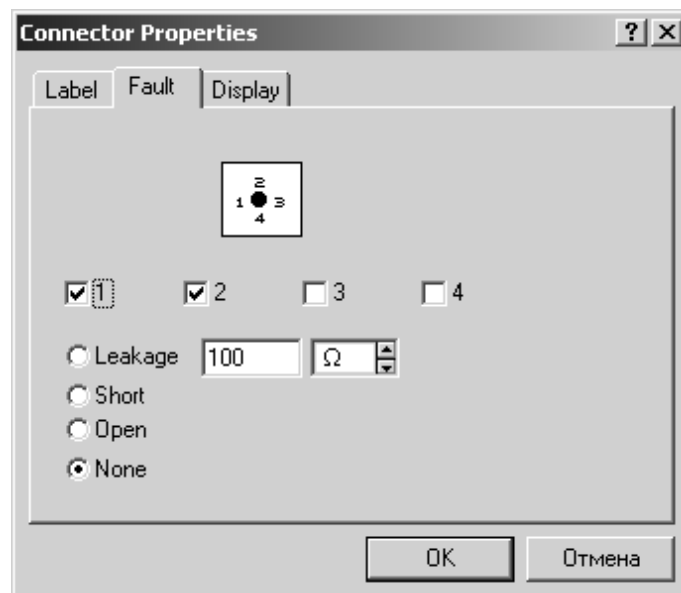 Connector Properties
Label Fault Display
2
1 3
4
1 2 3 4
Leakage 100 Ω
Short
Open
None
OK Отмена